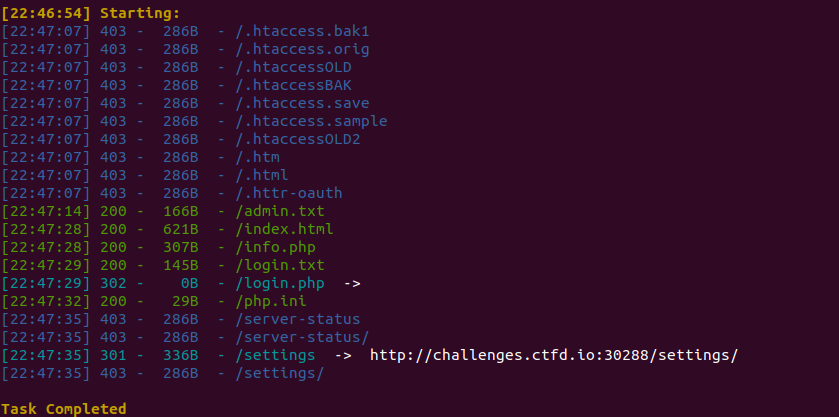 [22:46:54] Starting:
[22:47:07] 403 -  286B  - /.htaccess.bak1
[22:47:07] 403 -  286B  - /.htaccess.orig
[22:47:07] 403 -  286B  - /.htaccessOLD
[22:47:07] 403 -  286B  - /.htaccessBAK
[22:47:07] 403 -  286B  - /.htaccess.save
[22:47:07] 403 -  286B  - /.htaccess.sample
[22:47:07] 403 -  286B  - /.htaccessOLD2
[22:47:07] 403 -  286B  - /.htm
[22:47:07] 403 -  286B  - /.html
[22:47:07] 403 -  286B  - /.httr-oauth
[22:47:14] 200 -  166B  - /admin.txt
[22:47:28] 200 -  621B  - /index.html
[22:47:28] 200 -  307B  - /info.php
[22:47:29] 200 -  145B  - /login.txt
[22:47:29] 302 -    0B  - /login.php  ->
[22:47:32] 200 -   29B  - /php.ini
[22:47:35] 403 -  286B  - /server-status
[22:47:35] 403 -  286B  - /server-status/
[22:47:35] 301 -  336B  - /settings  ->  http://challenges.ctfd.io:30288/settings/
[22:47:35] 403 -  286B  - /settings/
Task Completed